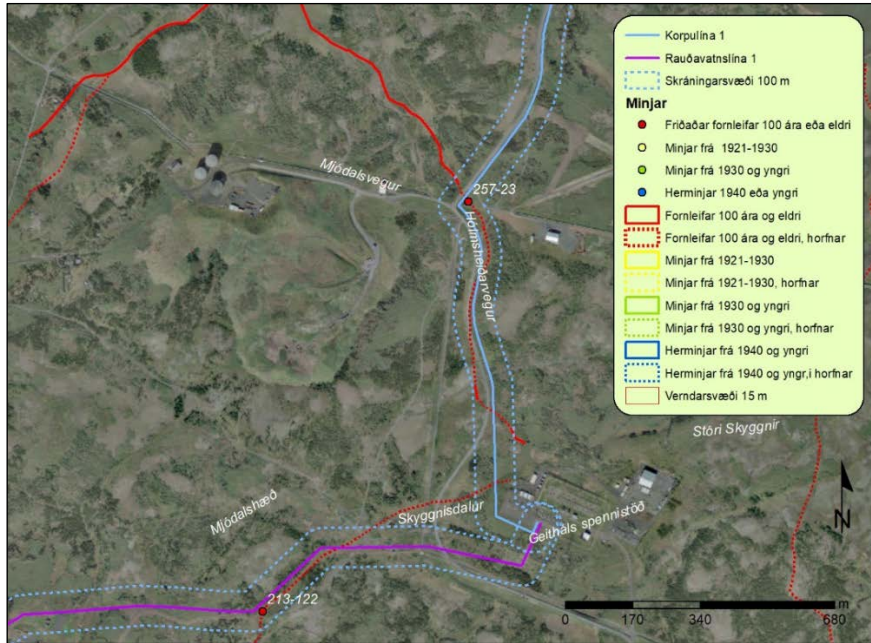 Korpulína 1
Rauðavatnslína 1
Skráningarsvæði 100 m
Minjar
Friðaðar fornleifar 100 ára eða eldri
Minjar frá 1921-1930
Minjar frá 1930 og yngri
Herminjar 1940 eða yngri
Fornleifar 100 ára og eldri
Fornleifar 100 ára og eldri, horfnar
Minjar frá 1921-1930
Minjar frá 1921-1930, horfnar
Minjar frá 1930 og yngri
Minjar frá 1930 og yngri, horfnar
Herminjar frá 1940 og yngri
Herminjar frá 1940 og yngr,i horfnar
Verndarsvæði 15 m
Mjódalsvegur
257-23
Hólmsheiðarvegur
Stóri Skyggnir
Mjódalshæð
Skyggnisdalur
Geitháls spennistöð
213-122
N
m
0 170 340 680